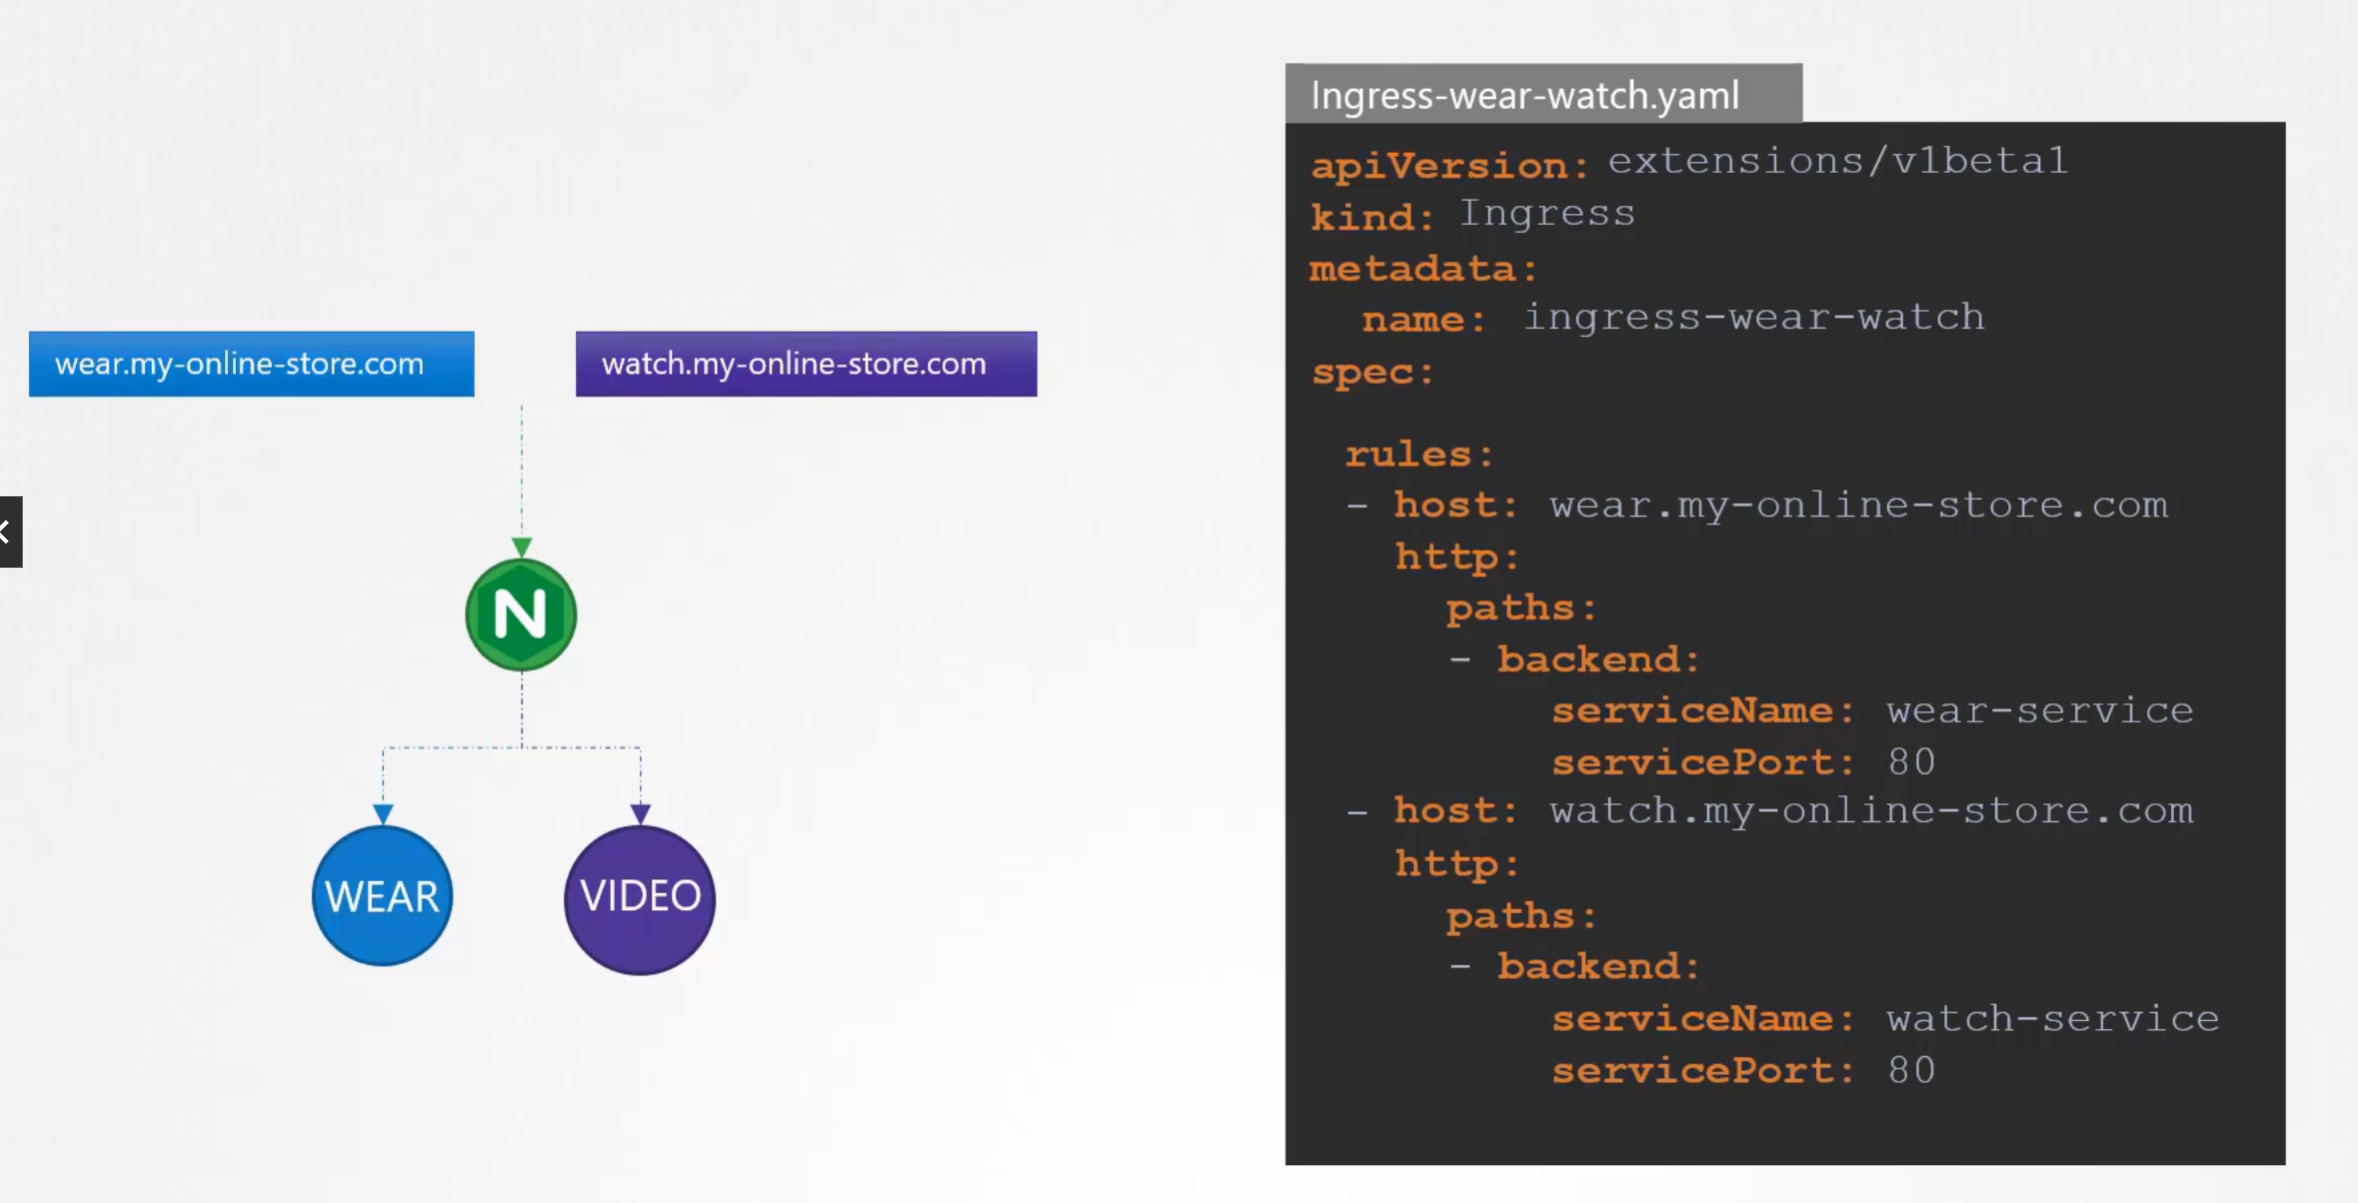 wear.my-online-store.com
watch.my-online-store.com
N
WEAR
VIDEO
Ingress-wear-watch.yaml
apiVersion: extensions/v1beta1
kind: Ingress
metadata:
  name: ingress-wear-watch
spec:
  rules:
  - host: wear.my-online-store.com
    http:
      paths:
      - backend:
          serviceName: wear-service
          servicePort: 80
  - host: watch.my-online-store.com
    http:
      paths:
      - backend:
          serviceName: watch-service
          servicePort: 80